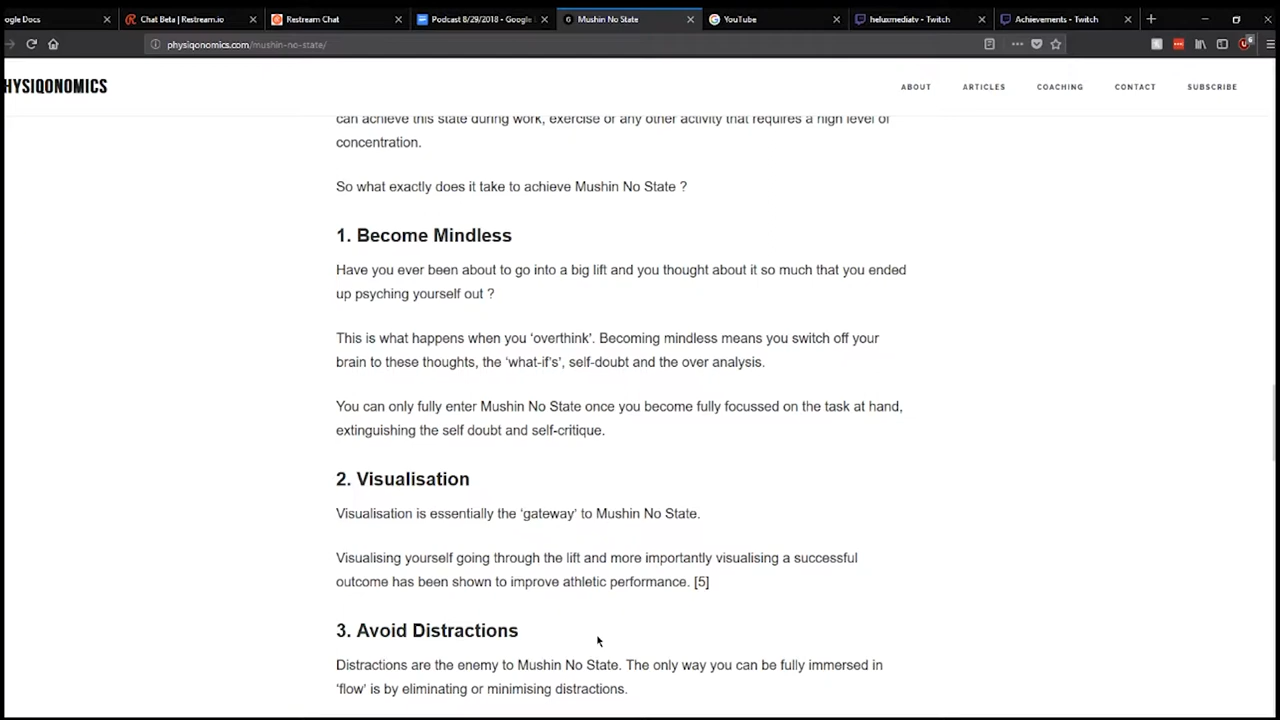 ogle Docs
Chat Beta | Restream.io
Restream Chat
Podcast 8/29/2018 - Google
Mushin No State
YouTube
heluxmediatv - Twitch
Achievements - Twitch
physiqonomics.com/mushin-no-state/
6
HYSIQONOMICS
ABOUT
ARTICLES
COACHING
CONTACT
SUBSCRIBE
can achieve this state during work, exercise or any other activity that requires a high level of
concentration.
So what exactly does it take to achieve Mushin No State ?
1. Become Mindless
Have you ever been about to go into a big lift and you thought about it so much that you ended
up psyching yourself out ?
This is what happens when you ‘overthink’. Becoming mindless means you switch off your
brain to these thoughts, the ‘what-if’s’, self-doubt and the over analysis.
You can only fully enter Mushin No State once you become fully focussed on the task at hand,
extinguishing the self doubt and self-critique.
2. Visualisation
Visualisation is essentially the ‘gateway’ to Mushin No State.
Visualising yourself going through the lift and more importantly visualising a successful
outcome has been shown to improve athletic performance. [5]
3. Avoid Distractions
Distractions are the enemy to Mushin No State. The only way you can be fully immersed in
‘flow’ is by eliminating or minimising distractions.